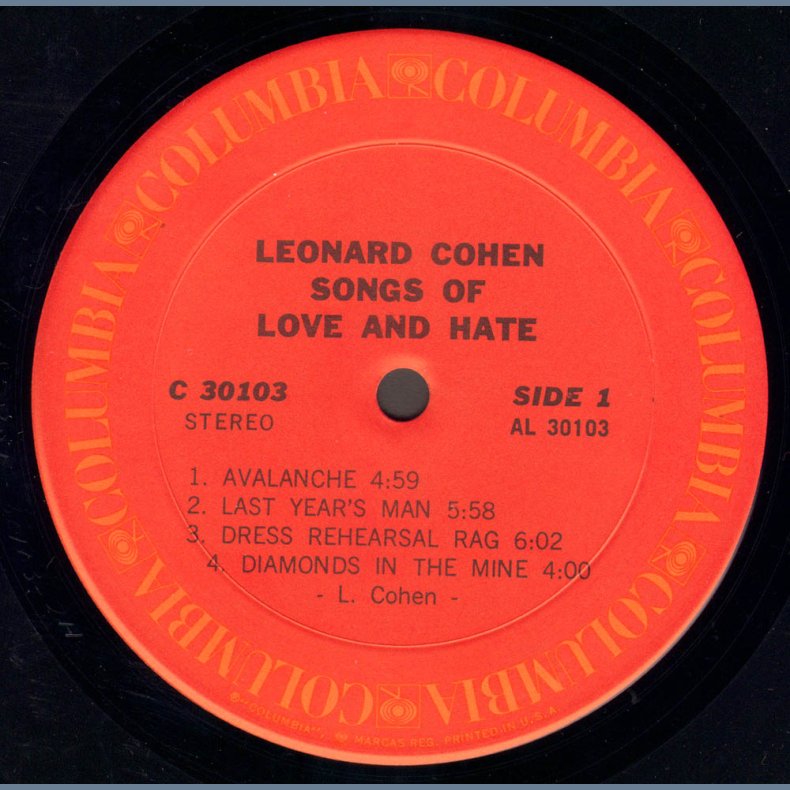 COLUMBIA COLUMBIA COLUMBIA COLUMBIA COLUMBIA COLUMBIA
LEONARD COHEN
SONGS OF
LOVE AND HATE
C 30103
STEREO
SIDE 1
AL 30103
1. AVALANCHE 4:59
2. LAST YEAR'S MAN 5:58
3. DRESS REHEARSAL RAG 6:02
4. DIAMONDS IN THE MINE 4:00
- L. Cohen -
®"COLUMBIA", MARCAS REG. PRINTED IN U.S.A.